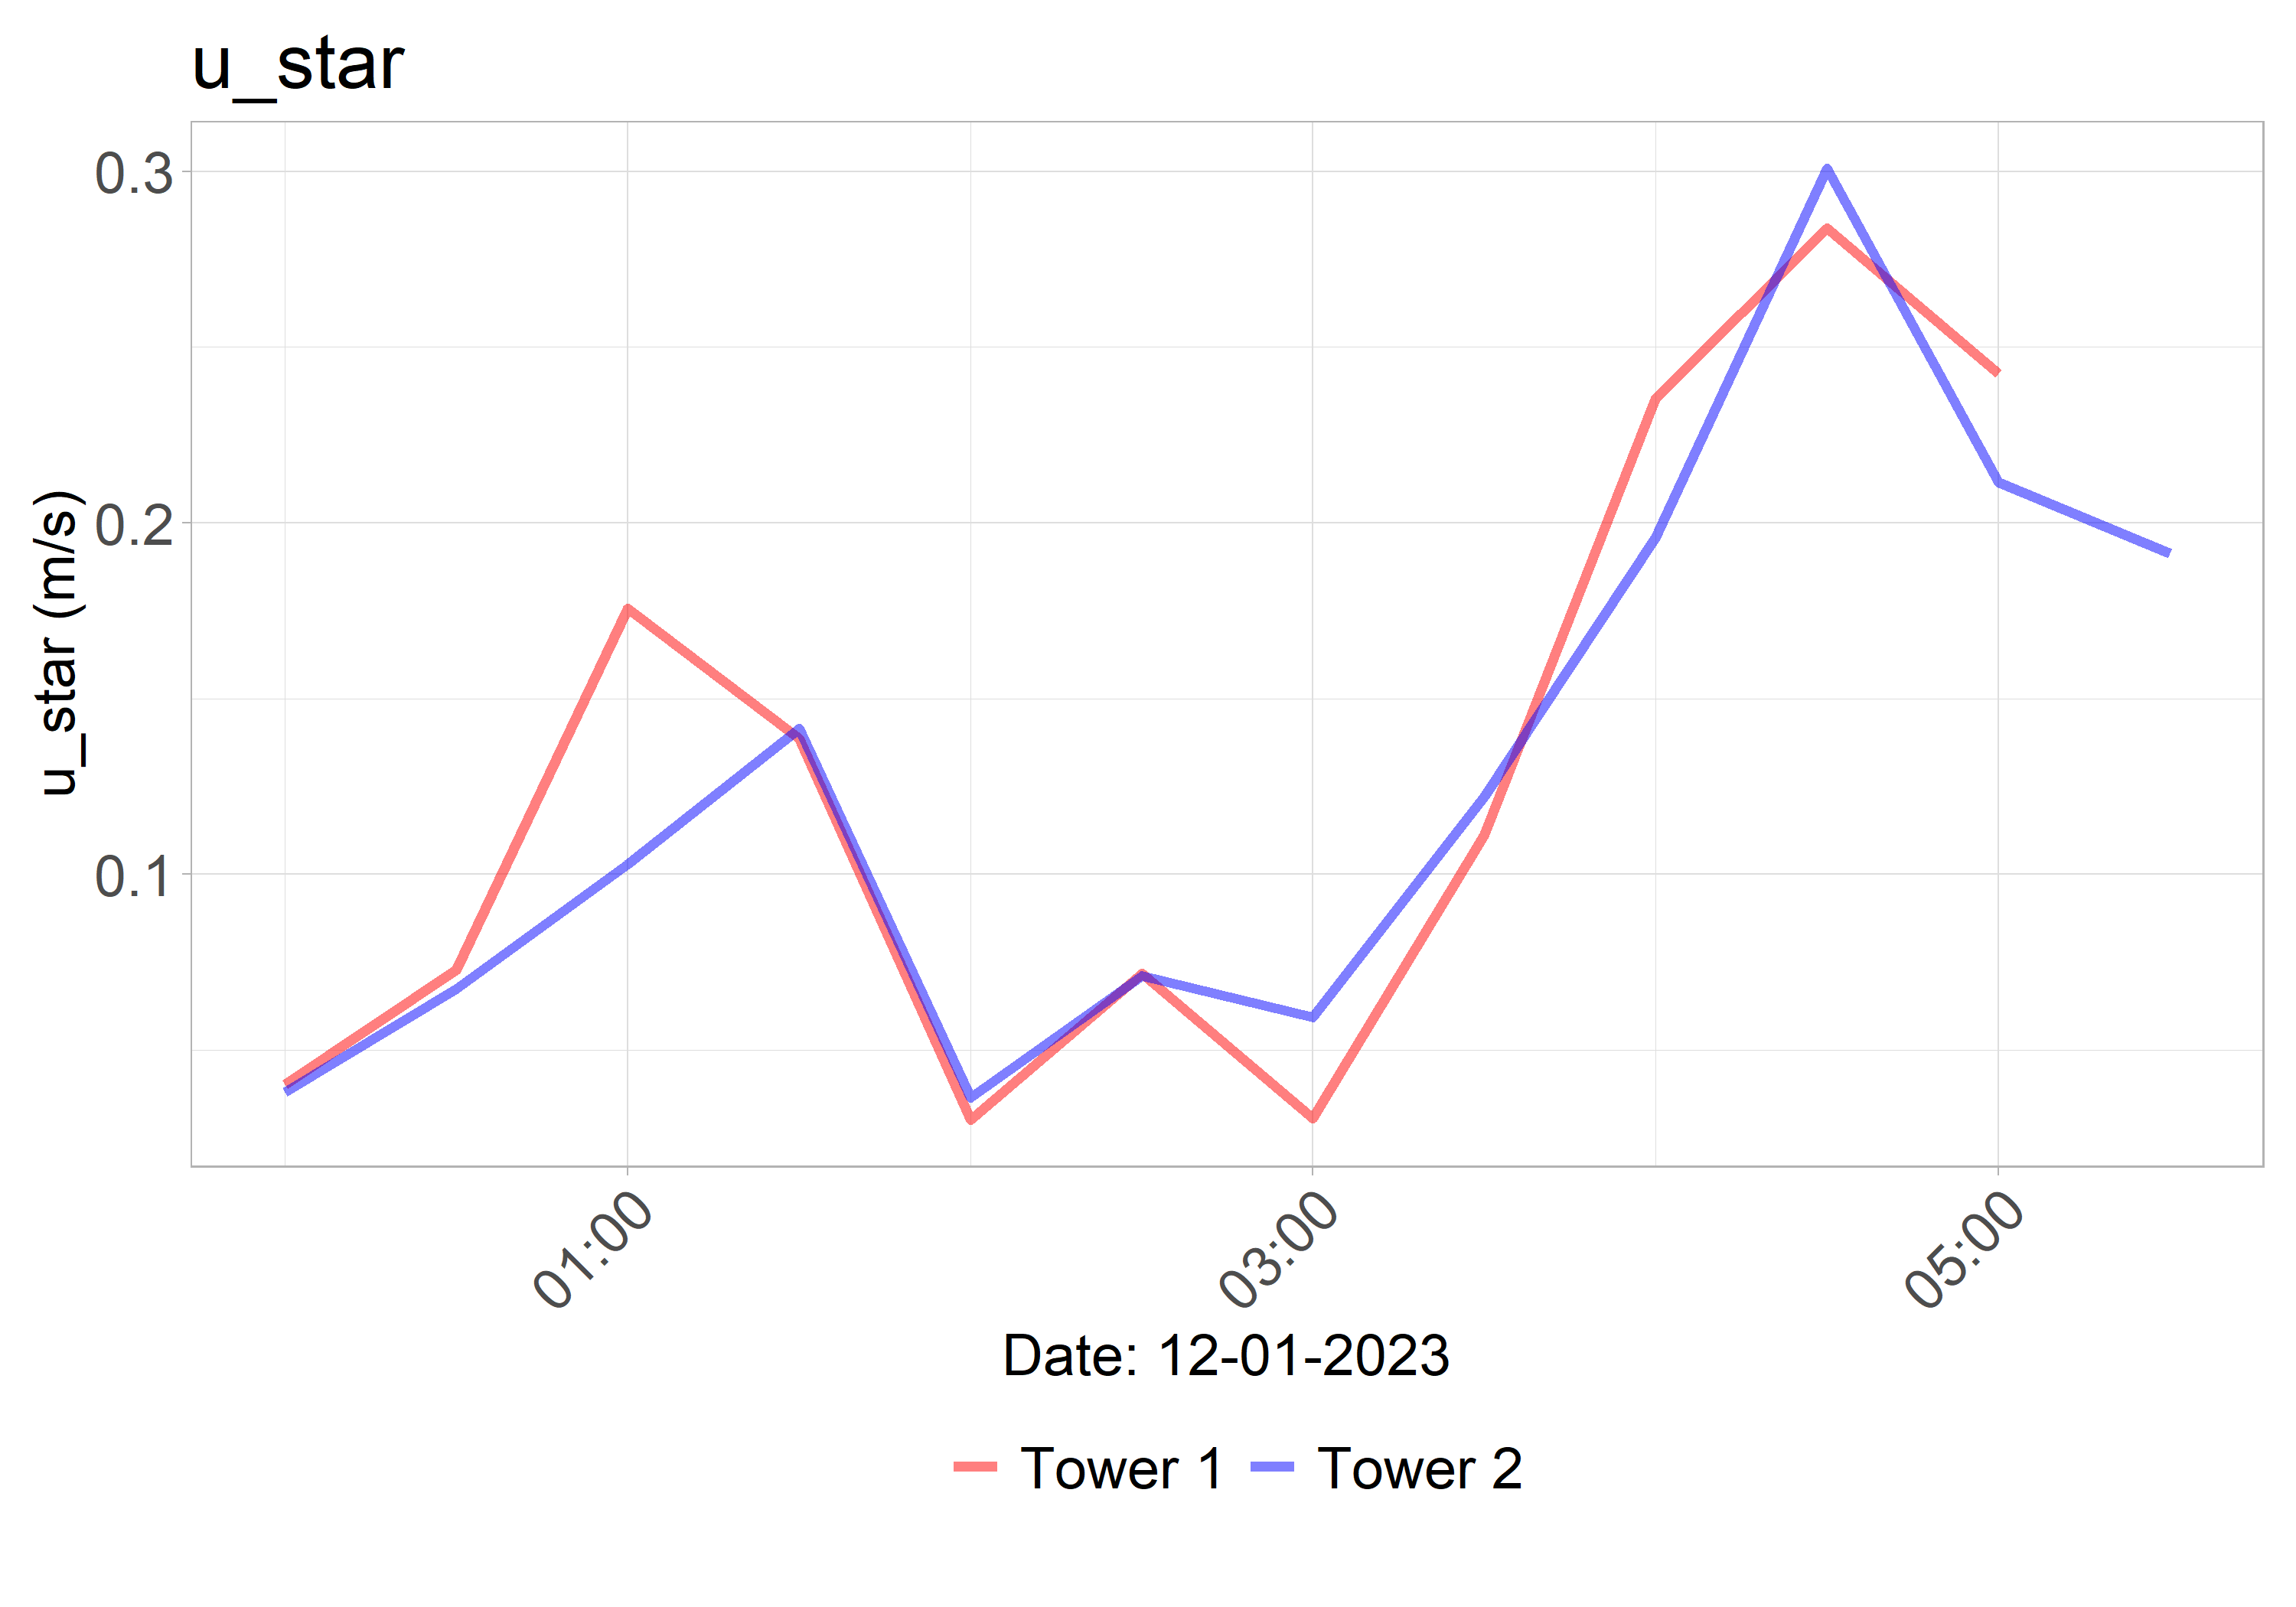 u_star
u_star (m/s)
0.3
0.2
0.1
01:00
03:00
05:00
Date: 12-01-2023
Tower 1
Tower 2